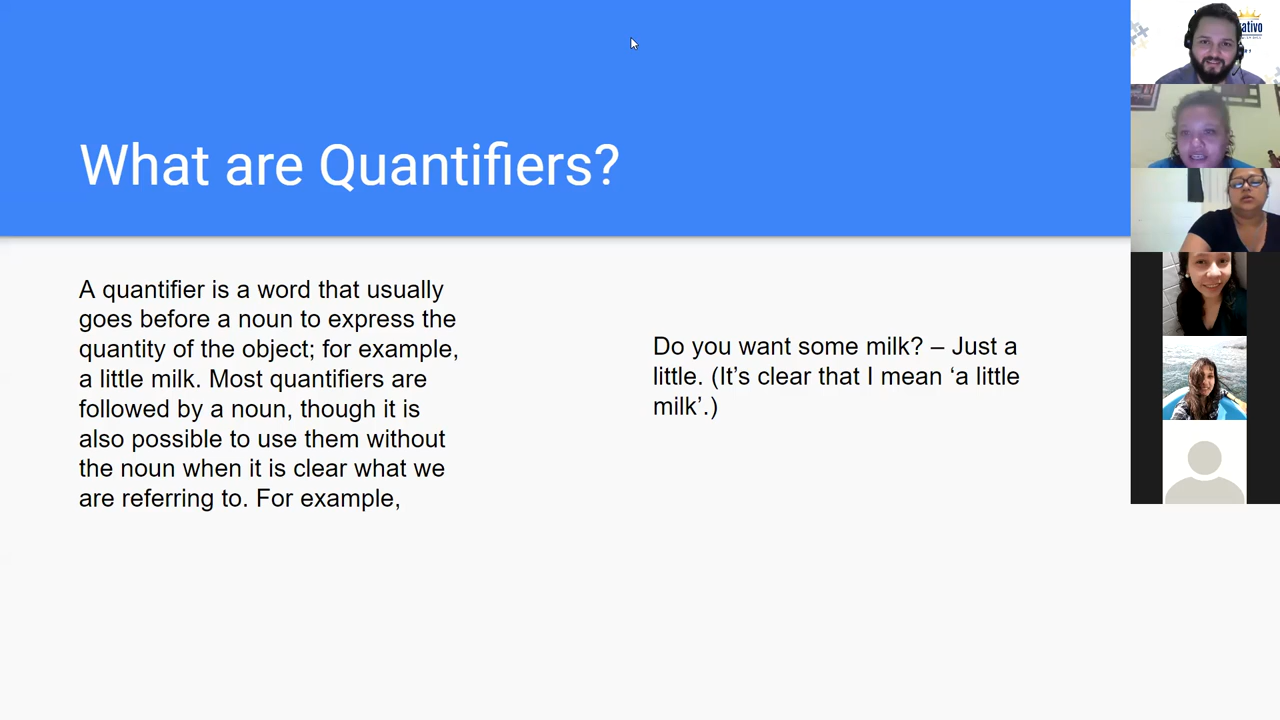 What are Quantifiers?
A quantifier is a word that usually
goes before a noun to express the
quantity of the object; for example,
a little milk. Most quantifiers are
followed by a noun, though it is
also possible to use them without
the noun when it is clear what we
are referring to. For example,
Do you want some milk? – Just a
little. (It’s clear that I mean ‘a little
milk’.)